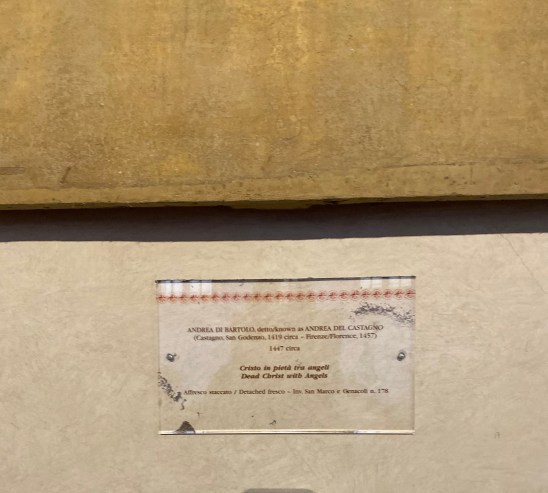 ANDREA DI BARTOLO, detto/known as ANDREA DEL CASTAGNO
(Castagno, San Godenzo, 1419 circa – Firenze/Florence, 1457)
1447 circa
Cristo in pietà tra angeli
Dead Christ with Angels
Affresco staccato / Detached fresco – Inv. San Marco e Cenacoli n. 178